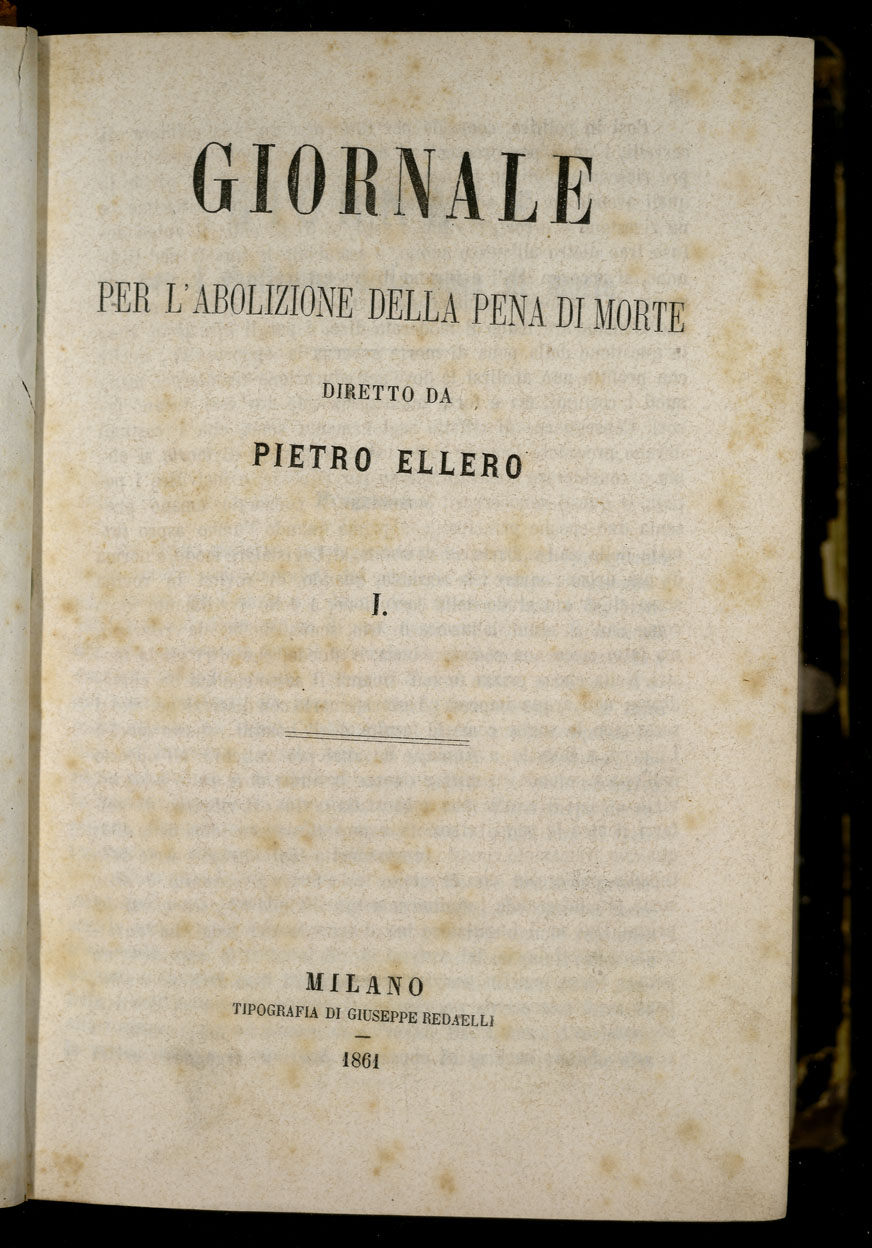 GIORNALE
PER L'ABOLIZIONE DELLA PENA DI MORTE
DIRETTO DA
PIETRO ELLERO
I.
MILANO
TIPOGRAFIA DI GIUSEPPE REDAELLI
1861